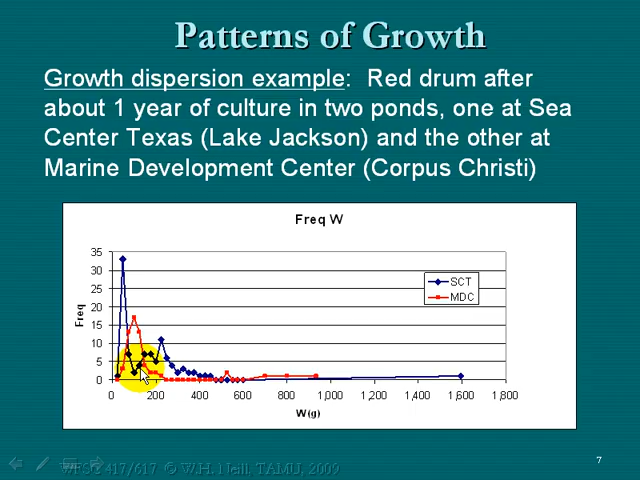 Patterns of Growth
Growth dispersion example: Red drum after
about 1 year of culture in two ponds, one at Sea
Center Texas (Lake Jackson) and the other at
Marine Development Center (Corpus Christi)
Freq W
35
30
25
20
15
10
5
0
Freq
SCT
MDC
0 200 400 600 800 1,000 1,200 1,400 1,600 1,800
W(g)
7
WFSC 417/617 © W.H. Neill, TAMU, 2009